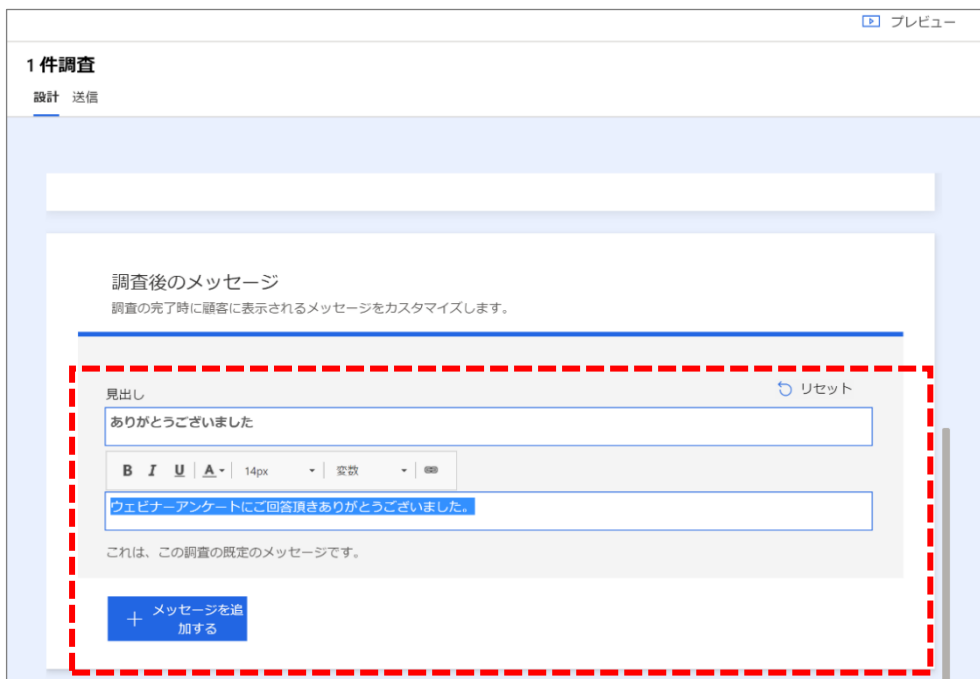 プレビュー
1 件調査
設計 送信
調査後のメッセージ
調査の完了時に顧客に表示されるメッセージをカスタマイズします。
リセット
見出し
ありがとうございました
B I U A 14px 変数
ウェビナーアンケートにご回答頂きありがとうございました。
これは、この調査の既定のメッセージです。
＋ メッセージを追
加する